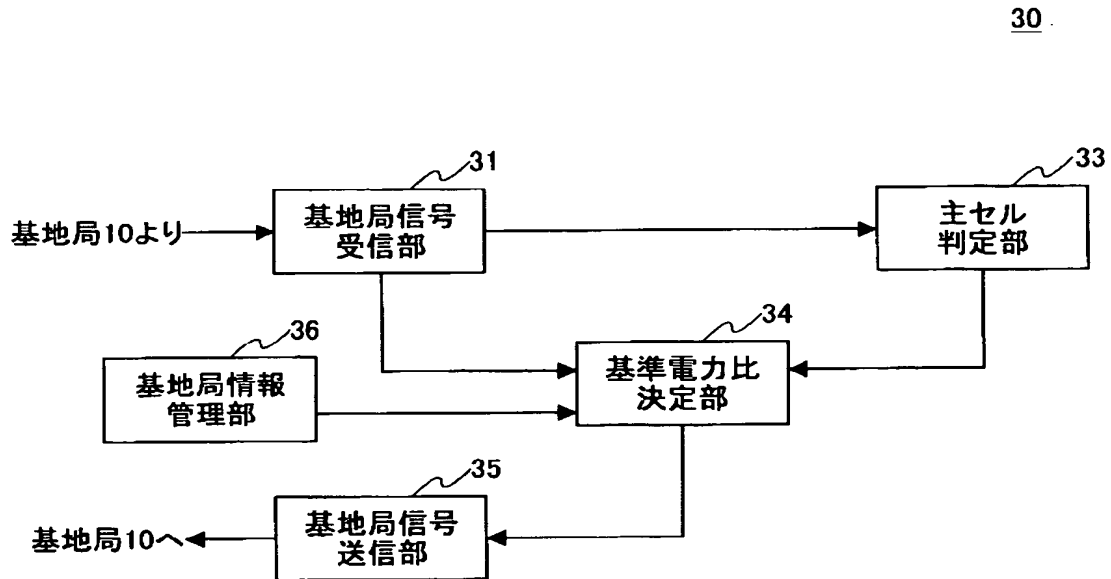 30
31
33
基地局10より
基地局信号
受信部
主セル
判定部
36
34
基地局情報
管理部
基準電力比
決定部
35
基地局10へ
基地局信号
送信部